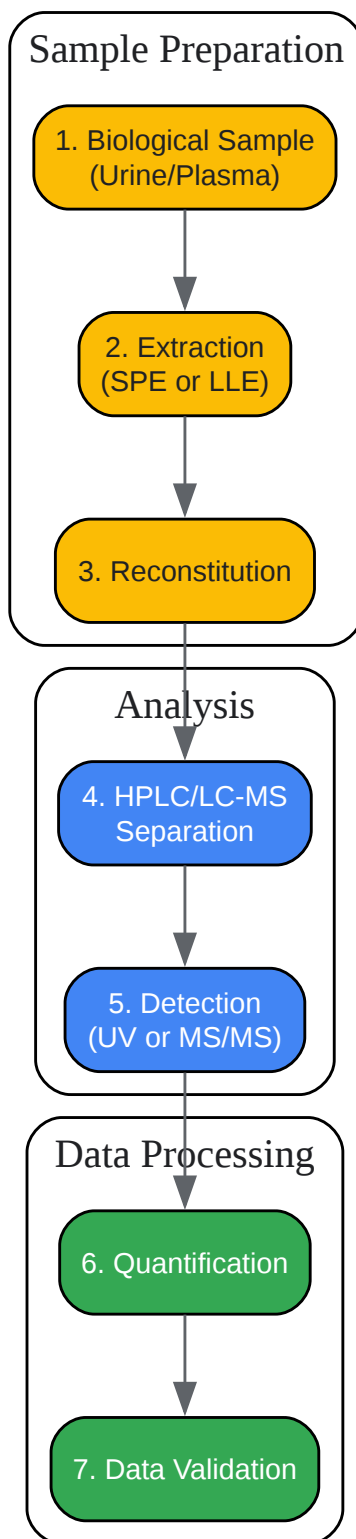 Sample Preparation
1. Biological Sample
(Urine/Plasma)
2. Extraction
(SPE or LLE)
3. Reconstitution
Analysis
4. HPLC/LC-MS
Separation
5. Detection
(UV or MS/MS)
Data Processing
6. Quantification
7. Data Validation